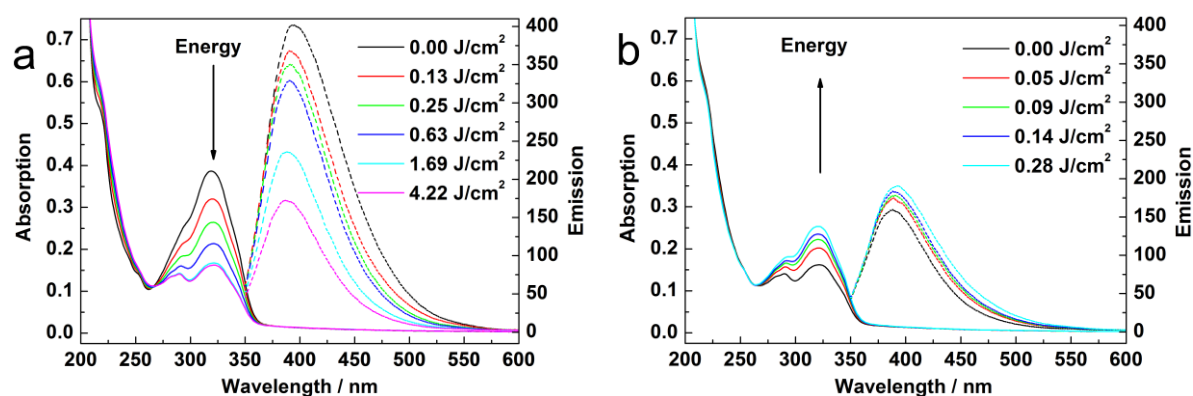 a
Energy
0.00 J/cm²
0.13 J/cm²
0.25 J/cm²
0.63 J/cm²
1.69 J/cm²
4.22 J/cm²
Absorption
0.7
0.6
0.5
0.4
0.3
0.2
0.1
0.0
Emission
400
350
300
250
200
150
100
50
0
200 250 300 350 400 450 500 550 600
Wavelength / nm
b
Energy
0.00 J/cm²
0.05 J/cm²
0.09 J/cm²
0.14 J/cm²
0.28 J/cm²
Absorption
0.7
0.6
0.5
0.4
0.3
0.2
0.1
0.0
Emission
400
350
300
250
200
150
100
50
0
200 250 300 350 400 450 500 550 600
Wavelength / nm